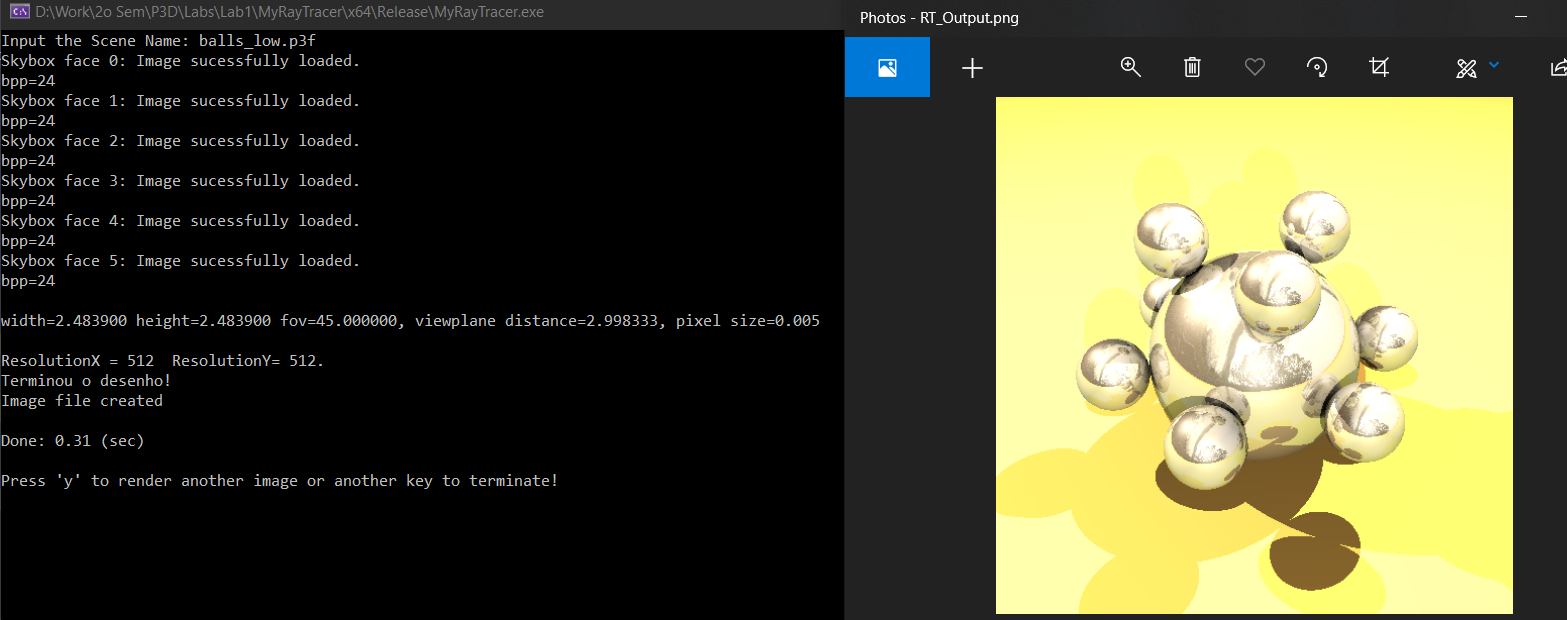 D:\Work\2o Sem\P3D\Labs\Lab1\MyRayTracer\x64\Release\MyRayTracer.exe
Input the Scene Name: balls_low.p3f
Skybox face 0: Image sucessfully loaded.
bpp=24
Skybox face 1: Image sucessfully loaded.
bpp=24
Skybox face 2: Image sucessfully loaded.
bpp=24
Skybox face 3: Image sucessfully loaded.
bpp=24
Skybox face 4: Image sucessfully loaded.
bpp=24
Skybox face 5: Image sucessfully loaded.
bpp=24
width=2.483900 height=2.483900 fov=45.000000, viewplane distance=2.998333, pixel size=0.005
ResolutionX = 512  ResolutionY= 512.
Terminou o desenho!
Image file created
Done: 0.31 (sec)
Press 'y' to render another image or another key to terminate!
Photos - RT_Output.png